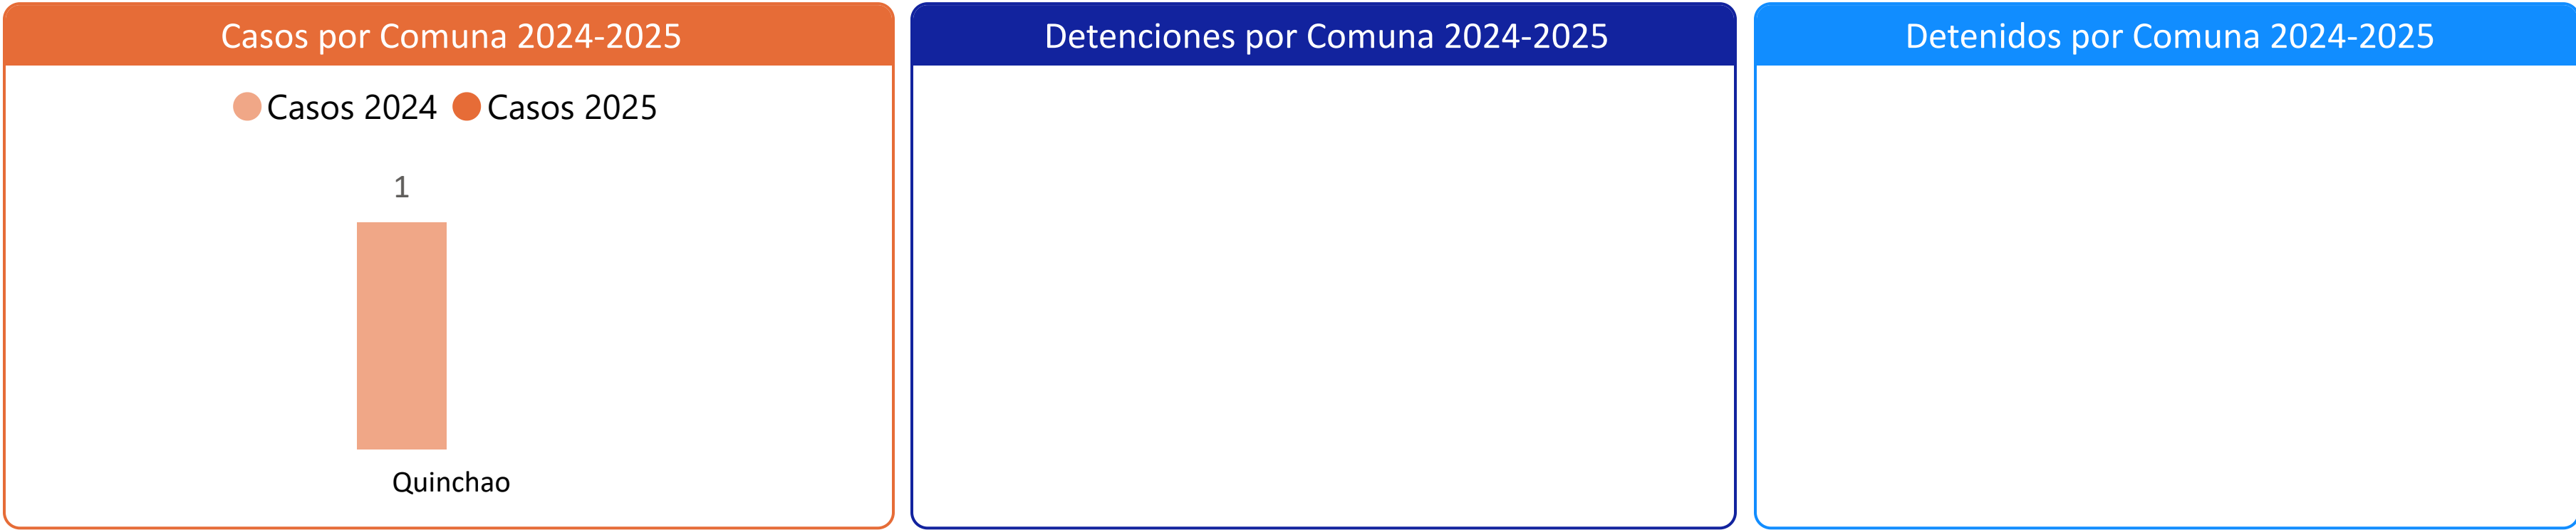 Casos por Comuna 2024-2025
Casos 2024 Casos 2025
1
Quinchao
Detenciones por Comuna 2024-2025
Detenidos por Comuna 2024-2025